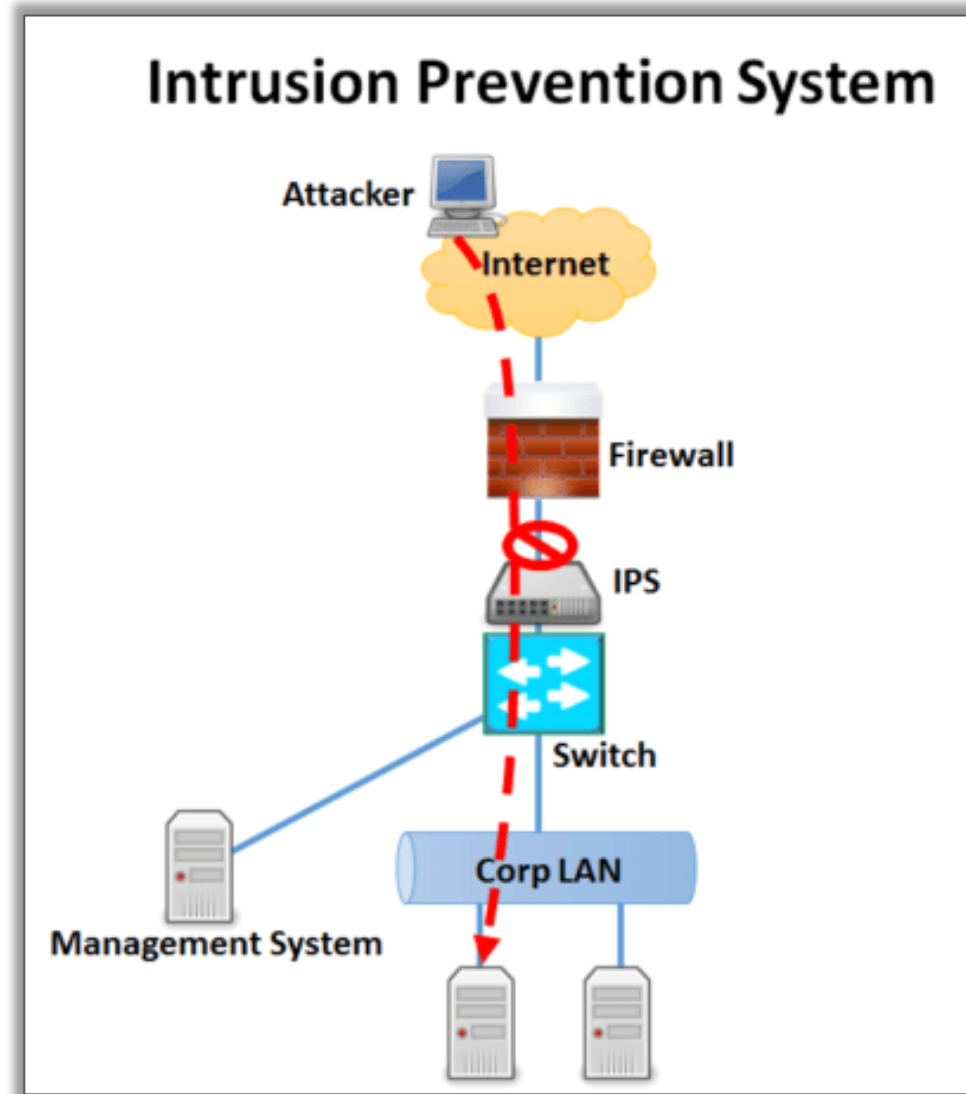 Intrusion Prevention System
Attacker
Internet
Firewall
IPS
Switch
Corp LAN
Management System